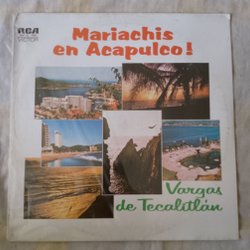 RCA
Mariachis
en Acapulco!
Vargas
de Tecalitlán